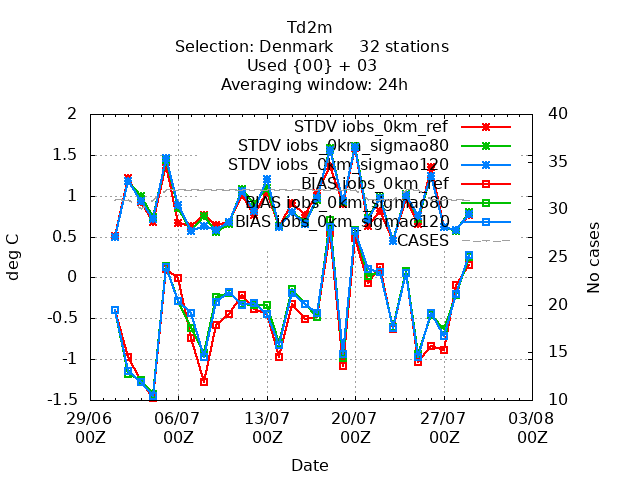 Td2m
Selection: Denmark 32 stations
Used {00} + 03
Averaging window: 24h
STDV iobs_0km_ref
STDV iobs_0km_sigmao80
STDV iobs_0km_sigmao120
BIAS iobs_0km_ref
BIAS iobs_0km_sigmao80
BIAS iobs_0km_sigmao120
CASES
2
1.5
1
0.5
0
-0.5
-1
-1.5
deg C
40
35
30
25
20
15
10
No cases
29/06 06/07 13/07 20/07 27/07 03/08
00Z 00Z 00Z 00Z 00Z 00Z
Date